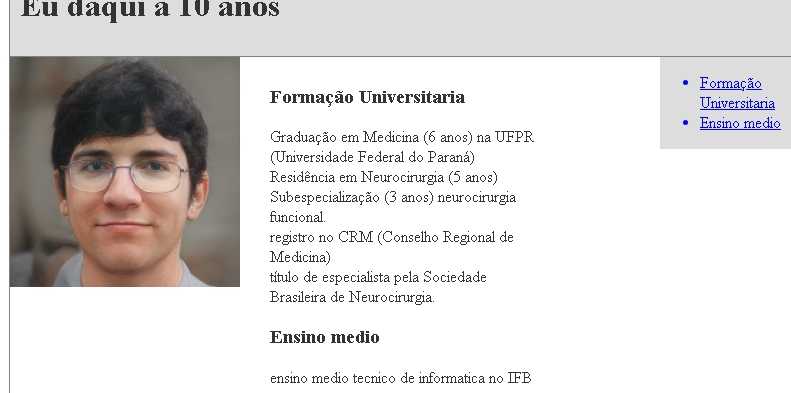 Eu daqui a 10 anos
Formação Universitaria
Graduação em Medicina (6 anos) na UFPR
(Universidade Federal do Paraná)
Residência em Neurocirurgia (5 anos)
Subespecialização (3 anos) neurocirurgia
funcional.
registro no CRM (Conselho Regional de
Medicina)
título de especialista pela Sociedade
Brasileira de Neurocirurgia.
Ensino medio
ensino medio tecnico de informatica no IFB
Formação
Universitaria
Ensino medio